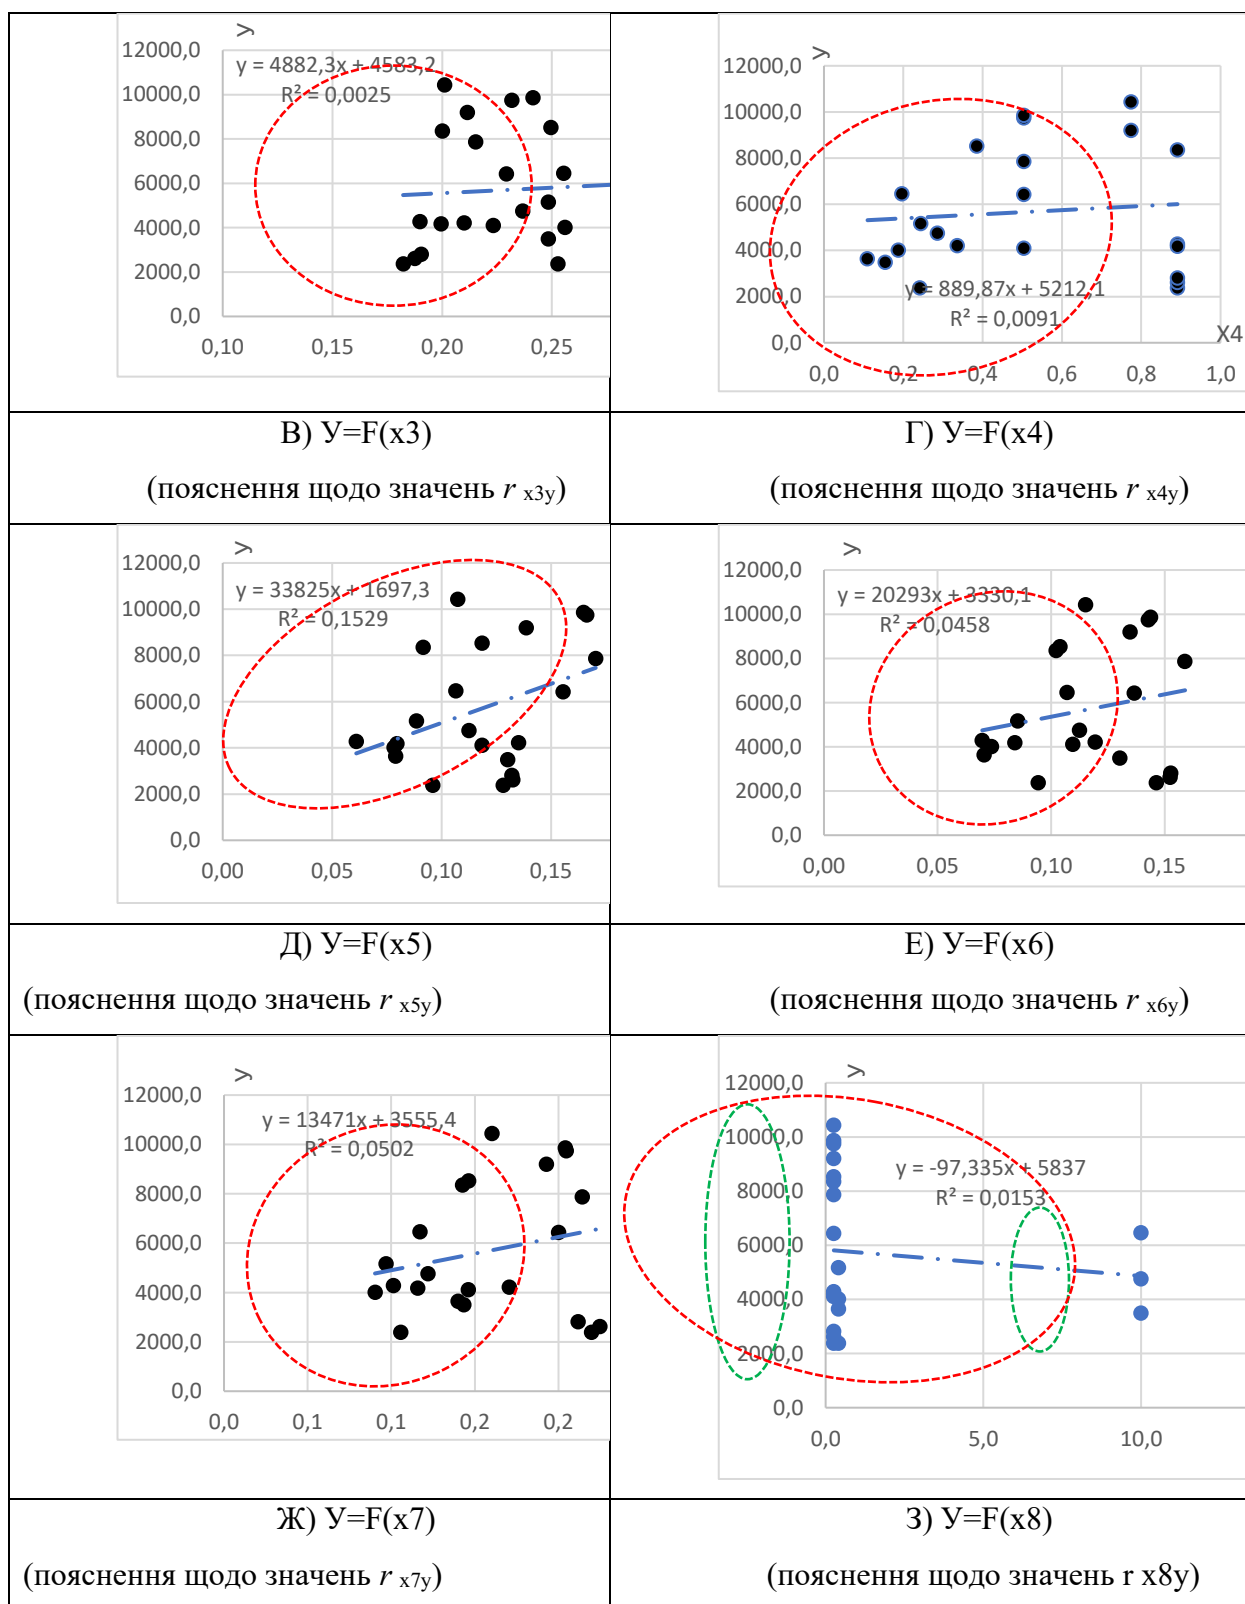 У
12000,0
10000,0
8000,0
6000,0
4000,0
2000,0
0,0
y = 4882,3x + 4583,2
R² = 0,0025
0,10 0,15 0,20 0,25
В) У=F(x3)
(пояснення щодо значень r x3y)
У
12000,0
10000,0
8000,0
6000,0
4000,0
2000,0
0,0
y = 889,87x + 5212,1
R² = 0,0091
X4
0,0 0,2 0,4 0,6 0,8 1,0
Г) У=F(x4)
(пояснення щодо значень r x4y)
У
12000,0
10000,0
8000,0
6000,0
4000,0
2000,0
0,0
y = 33825x + 1697,3
R² = 0,1529
0,00 0,05 0,10 0,15
Д) У=F(x5)
(пояснення щодо значень r x5y)
У
12000,0
10000,0
8000,0
6000,0
4000,0
2000,0
0,0
y = 20293x + 3330,1
R² = 0,0458
0,00 0,05 0,10 0,15
Е) У=F(x6)
(пояснення щодо значень r x6y)
У
12000,0
10000,0
8000,0
6000,0
4000,0
2000,0
0,0
y = 13471x + 3555,4
R² = 0,0502
0,0 0,1 0,1 0,2 0,2
Ж) У=F(x7)
(пояснення щодо значень r x7y)
У
12000,0
10000,0
8000,0
6000,0
4000,0
2000,0
0,0
y = -97,335x + 5837
R² = 0,0153
0,0 5,0 10,0
З) У=F(x8)
(пояснення щодо значень r x8y)